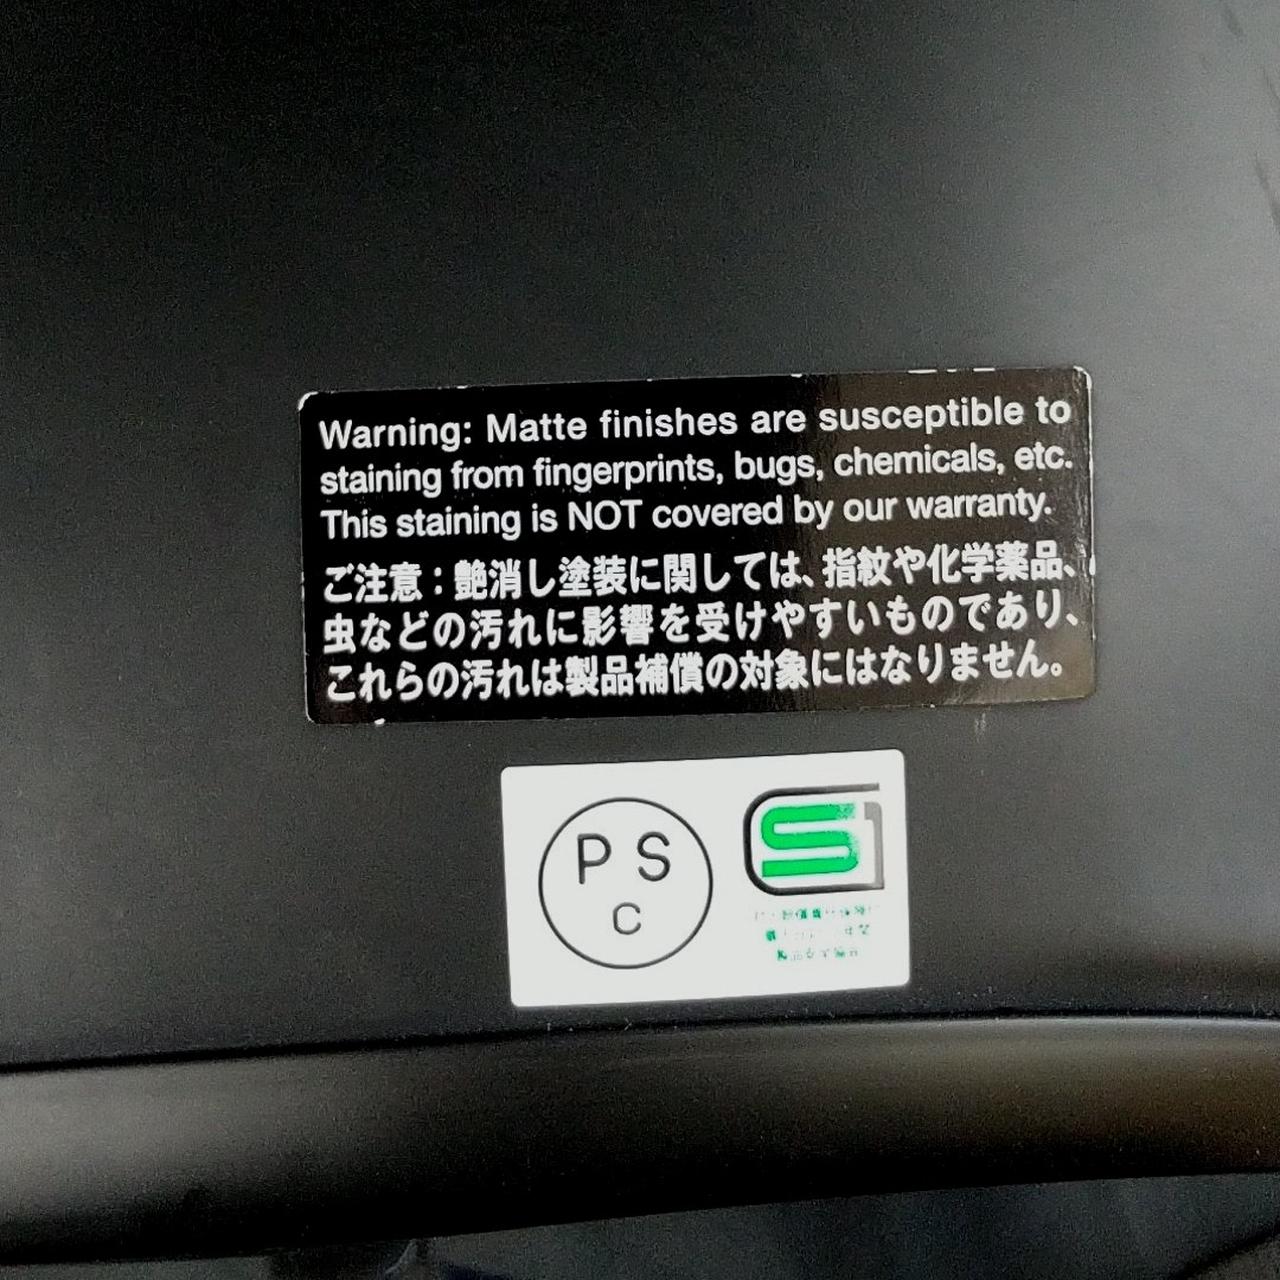 Warning: Matte finishes are susceptible to
staining from fingerprints, bugs, chemicals, etc.
This staining is NOT covered by our warranty.
ご注意：艶消し塗装に関しては、指紋や化学薬品、
虫などの汚れに影響を受けやすいものであり、
これらの汚れは製品補償の対象にはなりません。
P S
C
S